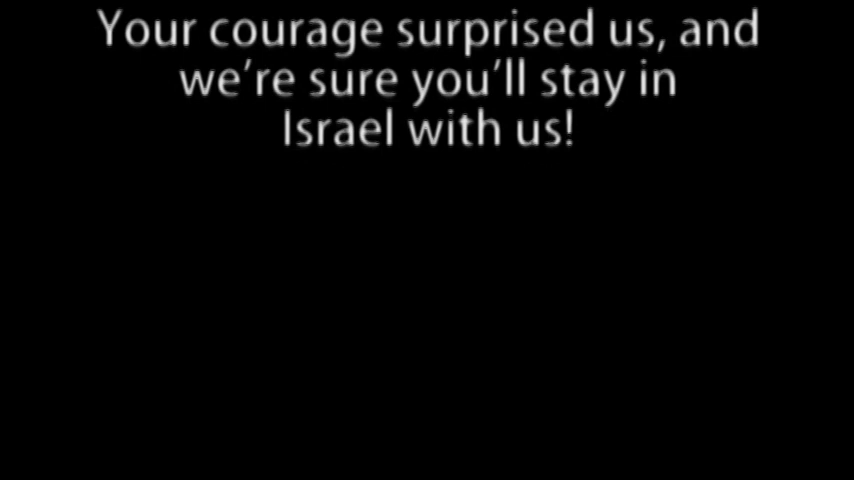 Your courage surprised us, and
we’re sure you’ll stay in
Israel with us!